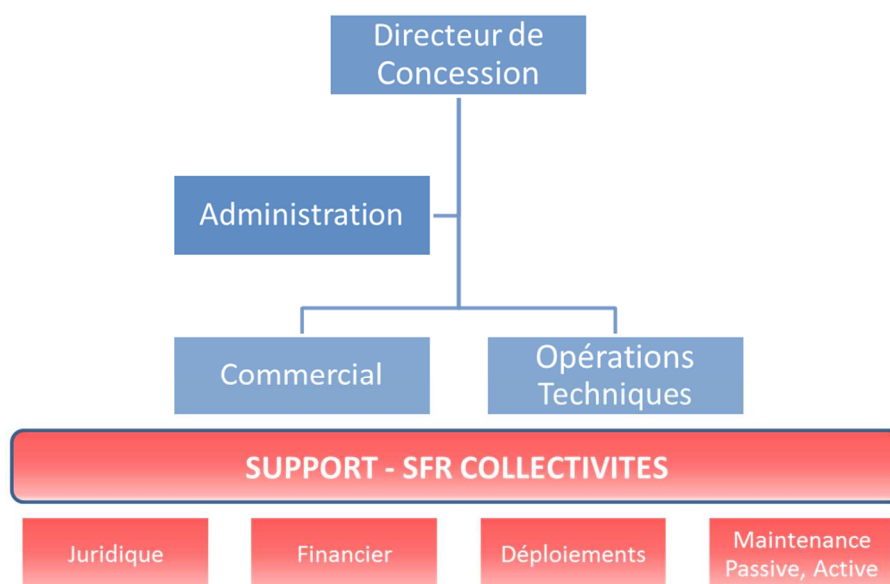 Directeur de
Concession
Administration
Commercial
Opérations
Techniques
SUPPORT - SFR COLLECTIVITES
Juridique
Financier
Déploiements
Maintenance
Passive, Active